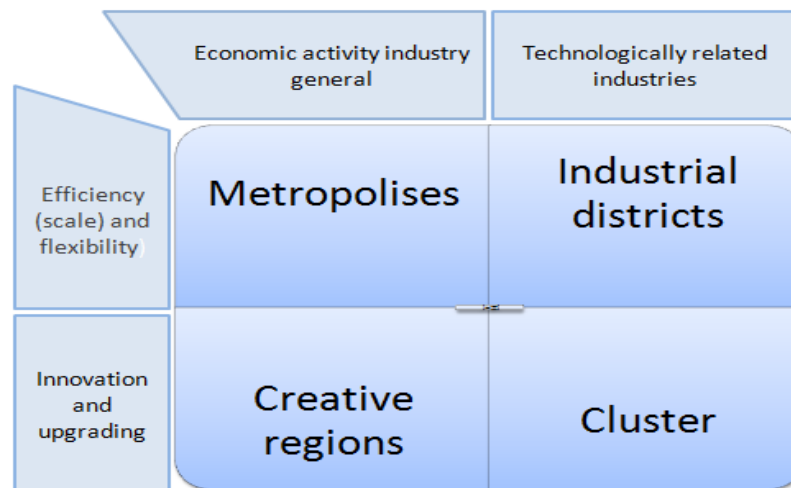 Economic activity industry
general
Technologically related
industries
Efficiency
(scale) and
flexibility)
Metropolises
Industrial
districts
Innovation
and
upgrading
Creative
regions
Cluster